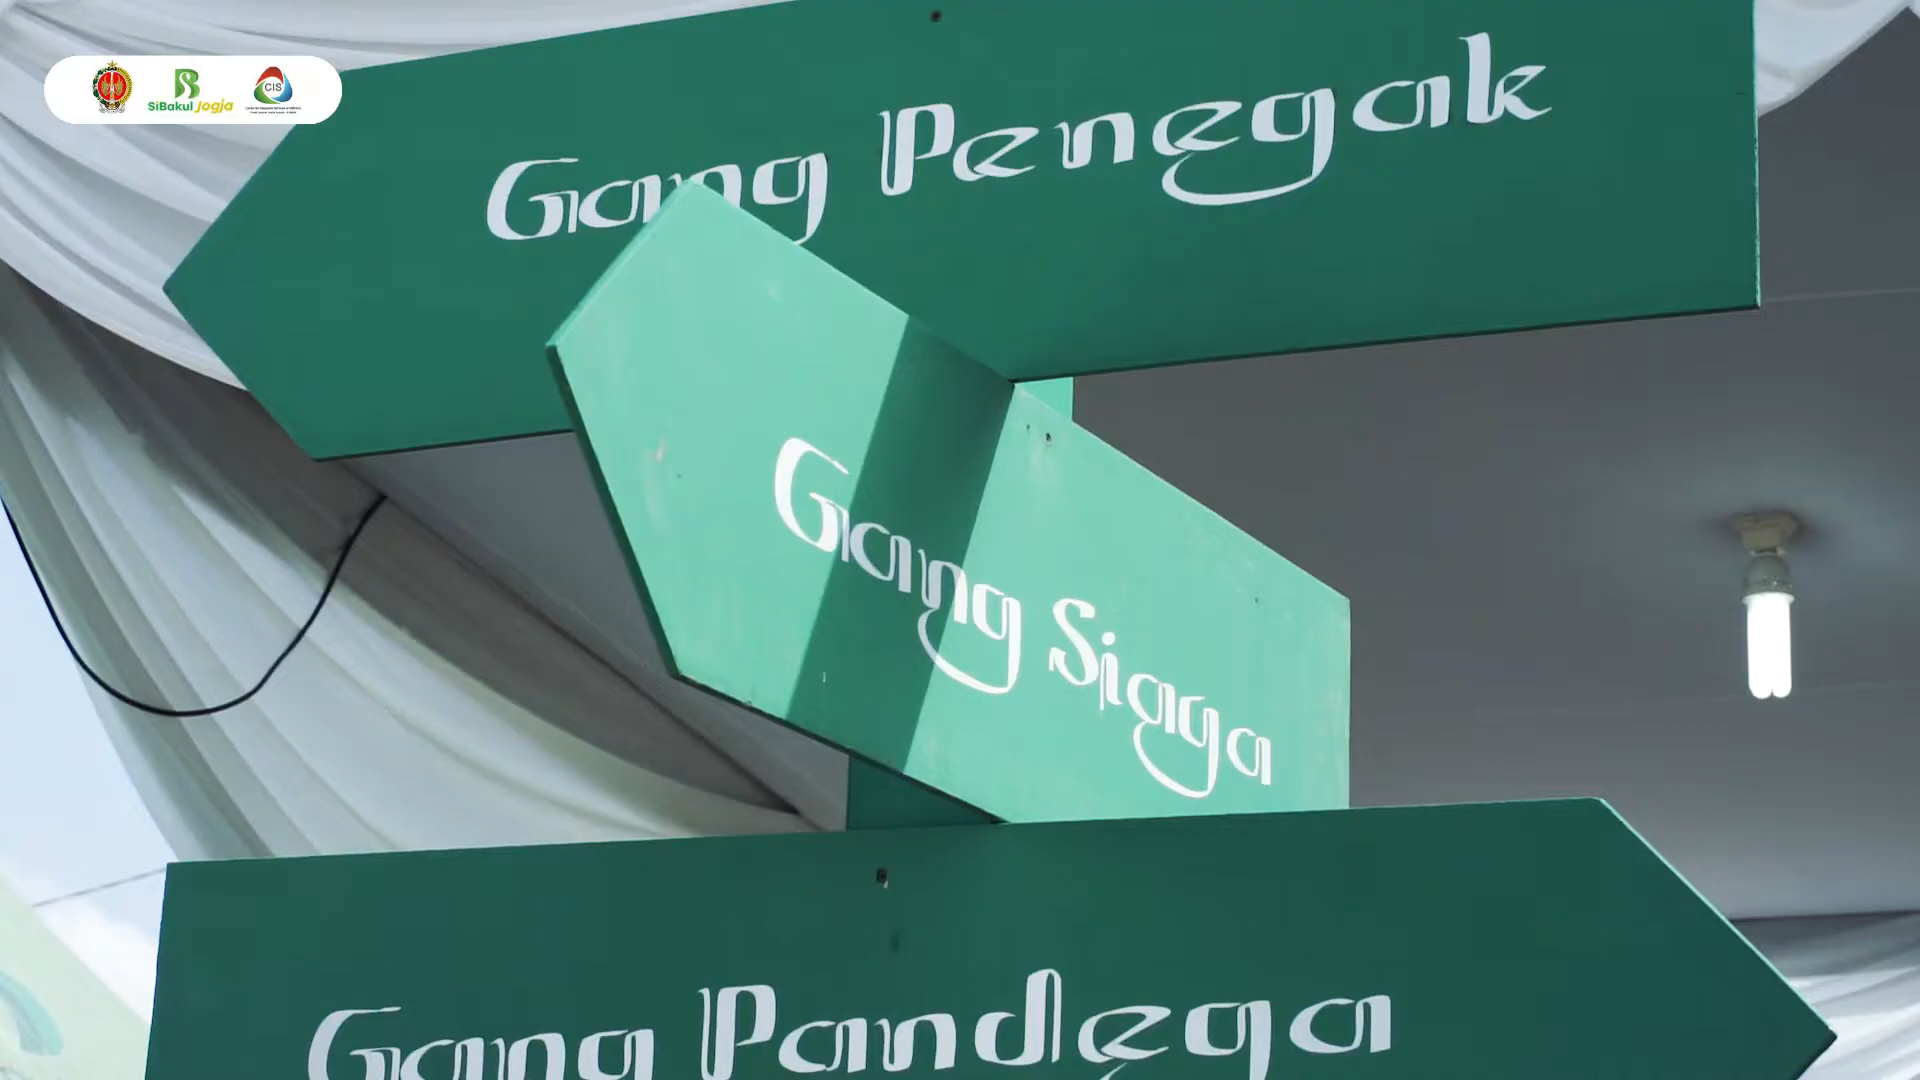 SiBakul Jogja
CIS
Gang Penegak
Gang Siaga
Gang Pandega